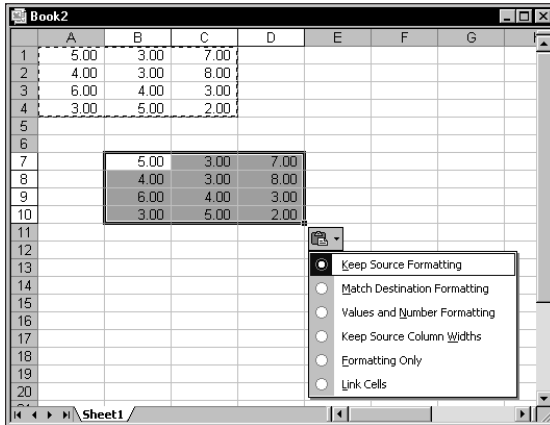 Book2
A B C D E F G H
1 5.00 3.00 7.00
2 4.00 3.00 8.00
3 6.00 4.00 3.00
4 3.00 5.00 2.00
5
6
7 5.00 3.00 7.00
8 4.00 3.00 8.00
9 6.00 4.00 3.00
10 3.00 5.00 2.00
11
12
Keep Source Formatting
13
14 Match Destination Formatting
15
Values and Number Formatting
16
17 Keep Source Column Widths
18
Formatting Only
19
20 Link Cells
Sheet1